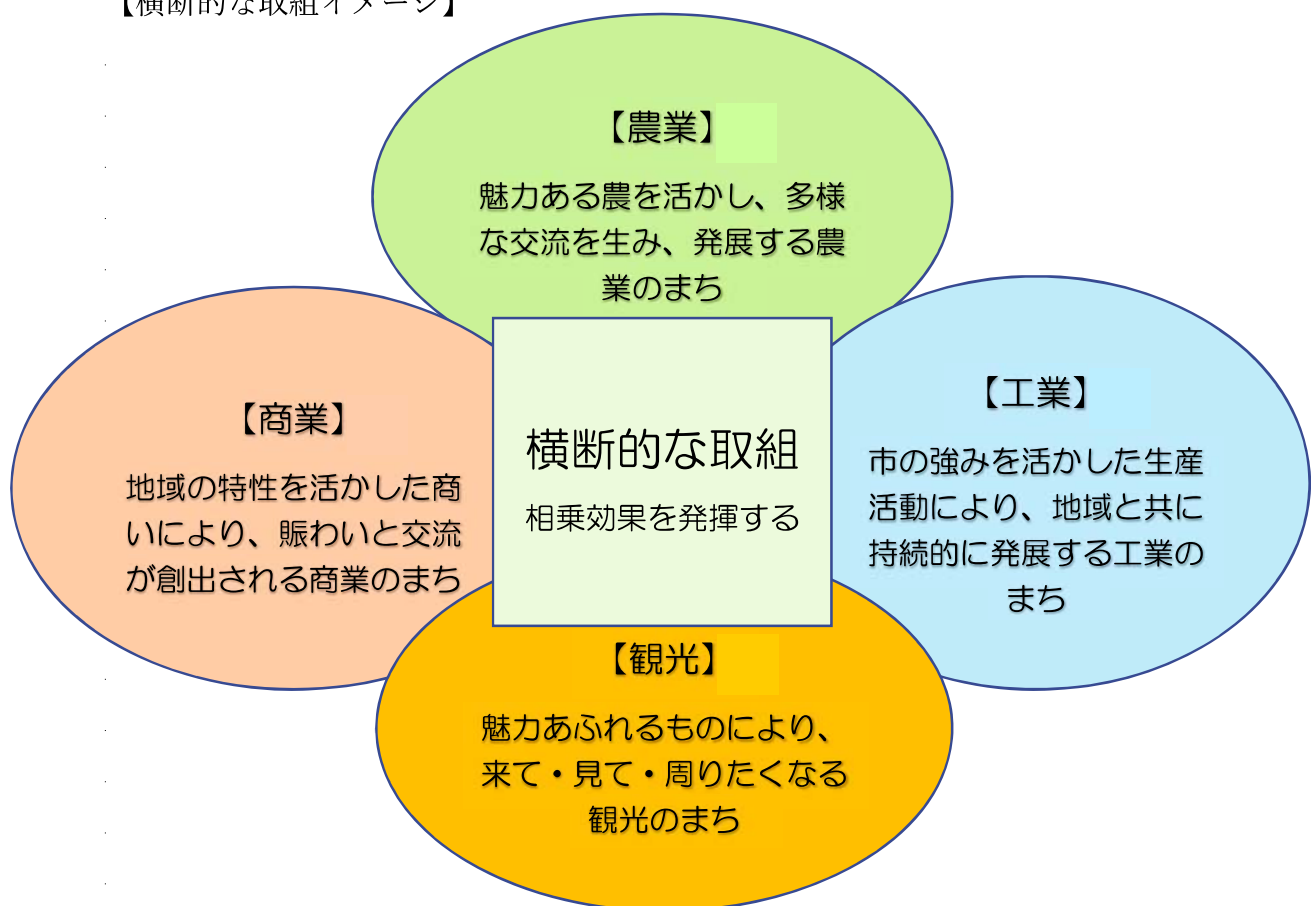 【横断的な取組イメージ】
【農業】
魅力ある農を活かし、多様
な交流を生み、発展する農
業のまち
【商業】
地域の特性を活かした商
いにより、賑わいと交流
が創出される商業のまち
横断的な取組
相乗効果を発揮する
【工業】
市の強みを活かした生産
活動により、地域と共に
持続的に発展する工業の
まち
【観光】
魅力あふれるものにより、
来て・見て・周りたくなる
観光のまち